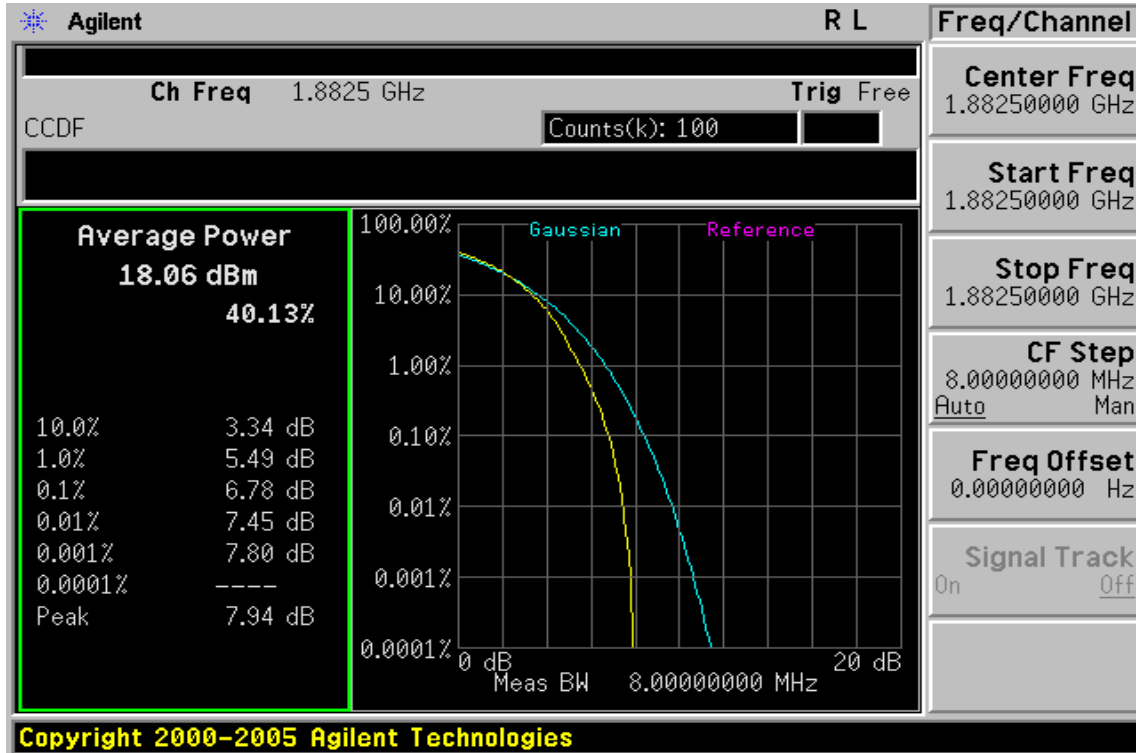 Agilent R L
Ch Freq 1.8825 GHz Trig Free
CCDF Counts(k): 100
Average Power
18.06 dBm
40.13%
10.0% 3.34 dB
1.0% 5.49 dB
0.1% 6.78 dB
0.01% 7.45 dB
0.001% 7.80 dB
0.0001% ----
Peak 7.94 dB
Gaussian Reference
100.00%
10.00%
1.00%
0.10%
0.01%
0.001%
0.0001%
0 dB 20 dB
Meas BW 8.00000000 MHz
Freq/Channel
Center Freq
1.88250000 GHz
Start Freq
1.88250000 GHz
Stop Freq
1.88250000 GHz
CF Step
8.00000000 MHz
Auto Man
Freq Offset
0.00000000 Hz
Signal Track
On Off
Copyright 2000-2005 Agilent Technologies